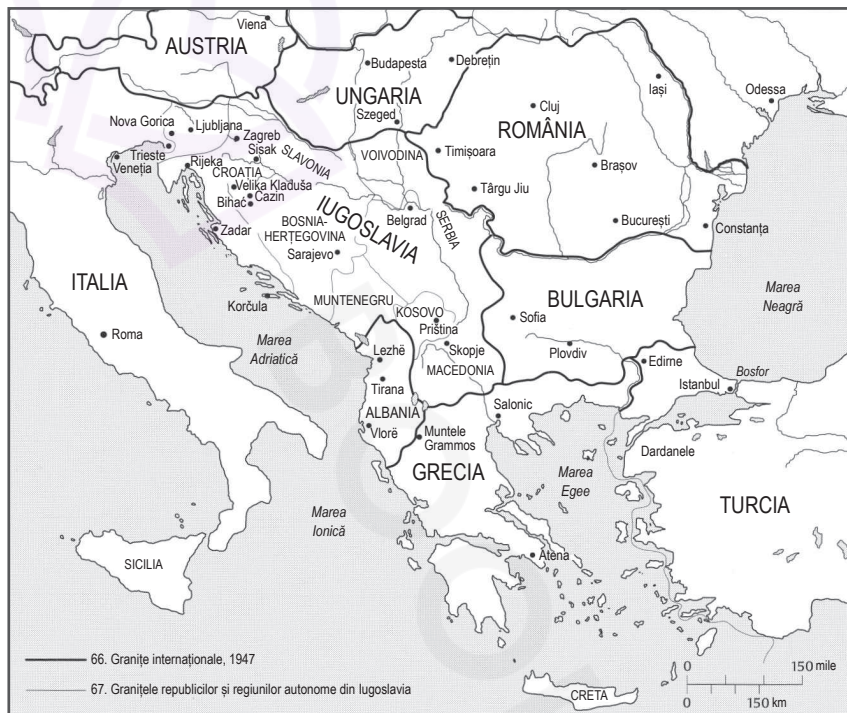 Viena
AUSTRIA
Budapesta
Debrețin
UNGARIA
Szeged
Cluj
Iași
Odessa
ROMÂNIA
Nova Gorica
Ljubljana
Zagreb
Sisak
SLAVONIA
VOIVODINA
Timișoara
Brașov
Trieste
Veneția
Rijeka
CROATIA
Velika Kladuša
Cazin
Bihać
Târgu Jiu
București
Constanța
IUGOSLAVIA
Belgrad
SERBIA
BOSNIA-
HERȚEGOVINA
Sarajevo
Zadar
ITALIA
Korčula
MUNTENEGRU
KOSOVO
Priština
BULGARIA
Sofia
Plovdiv
Marea
Neagră
Roma
Marea
Adriatică
Lezhë
Skopje
MACEDONIA
Edirne
Istanbul
Bosfor
Tirana
ALBANIA
Vlorë
Salonic
Muntele
Grammos
GRECIA
Dardanele
Marea
Egee
TURCIA
Marea
Ionică
Atena
SICILIA
66. Granițe internaționale, 1947
67. Granițele republicilor și regiunilor autonome din Iugoslavia
CRETA
0 150 mile
0 150 km